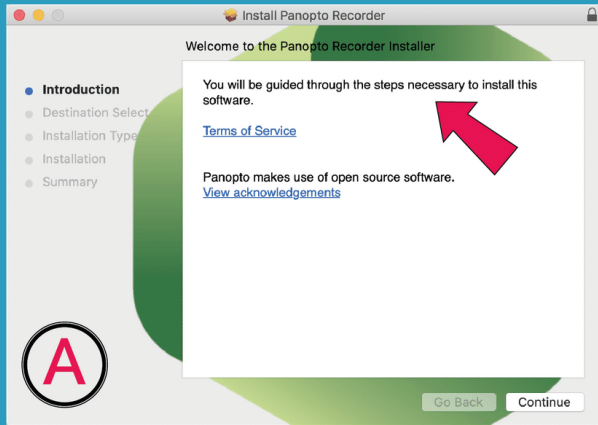 Install Panopto Recorder
Welcome to the Panopto Recorder Installer
Introduction
Destination Select
Installation Type
Installation
Summary
You will be guided through the steps necessary to install this
software.
Terms of Service
Panopto makes use of open source software.
View acknowledgements
A
Go Back
Continue